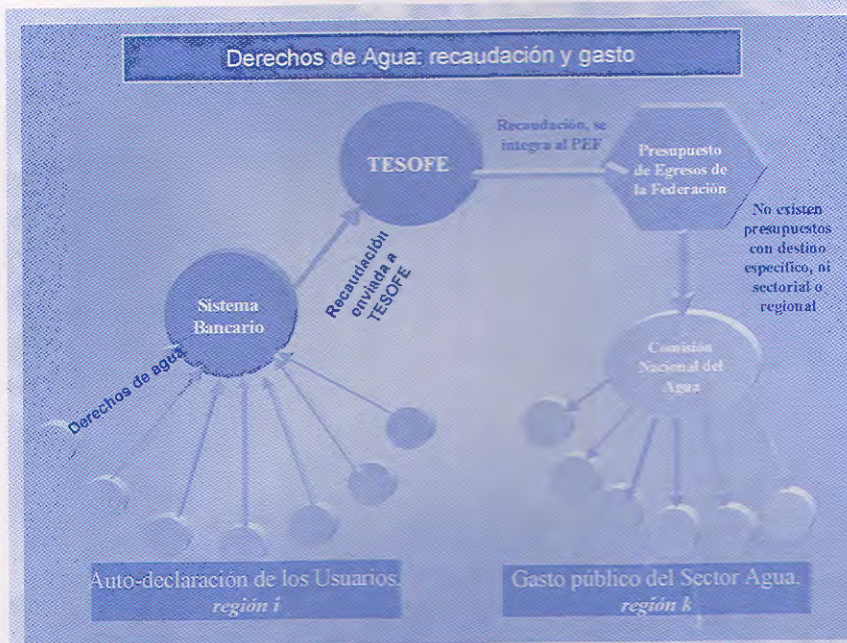 Derechos de Agua: recaudación y gasto
TESOFE
Recaudación, se
integra al PEF
Presupuesto
de Egresos de
la Federación
No existen
presupuestos
con destino
específico, ni
sectorial o
regional
Recaudación
enviada a
TESOFE
Sistema
Bancario
Comisión
Nacional del
Agua
Derechos de agua
Auto-declaración de los Usuarios.
región i
Gasto público del Sector Agua.
región k